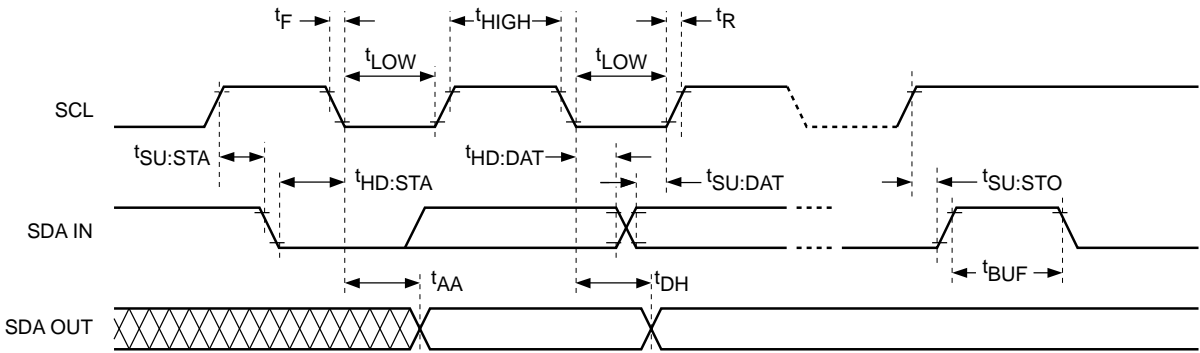 tF
tHIGH
tR
tLOW
tLOW
SCL
tSU:STA
tHD:DAT
tHD:STA
tSU:DAT
tSU:STO
SDA IN
tBUF
tAA
tDH
SDA OUT